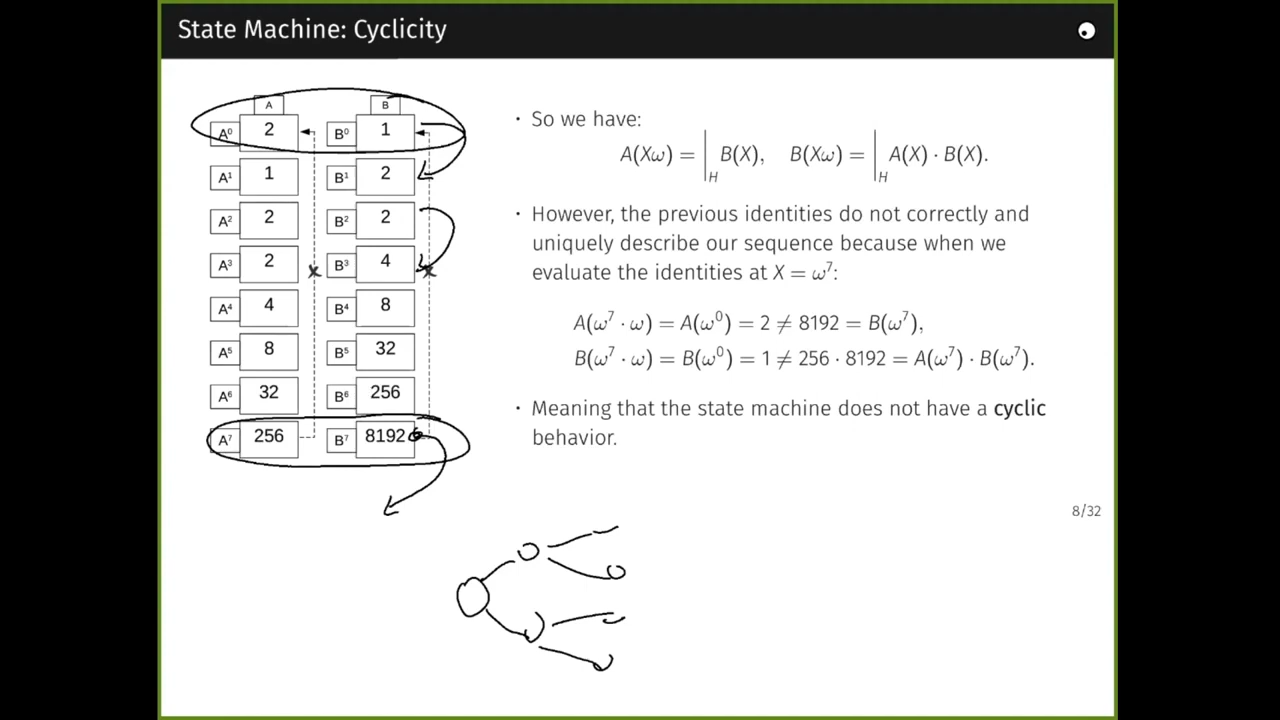 State Machine: Cyclicity
A B
A⁰ 2 B⁰ 1
A¹ 1 B¹ 2
A² 2 B² 2
A³ 2 B³ 4
A⁴ 4 B⁴ 8
A⁵ 8 B⁵ 32
A⁶ 32 B⁶ 256
A⁷ 256 B⁷ 8192
• So we have:
A(Xω) = |_H B(X), B(Xω) = |_H A(X) · B(X).
• However, the previous identities do not correctly and
uniquely describe our sequence because when we
evaluate the identities at X = ω⁷:
A(ω⁷ · ω) = A(ω⁰) = 2 ≠ 8192 = B(ω⁷),
B(ω⁷ · ω) = B(ω⁰) = 1 ≠ 256 · 8192 = A(ω⁷) · B(ω⁷).
• Meaning that the state machine does not have a cyclic
behavior.
8/32